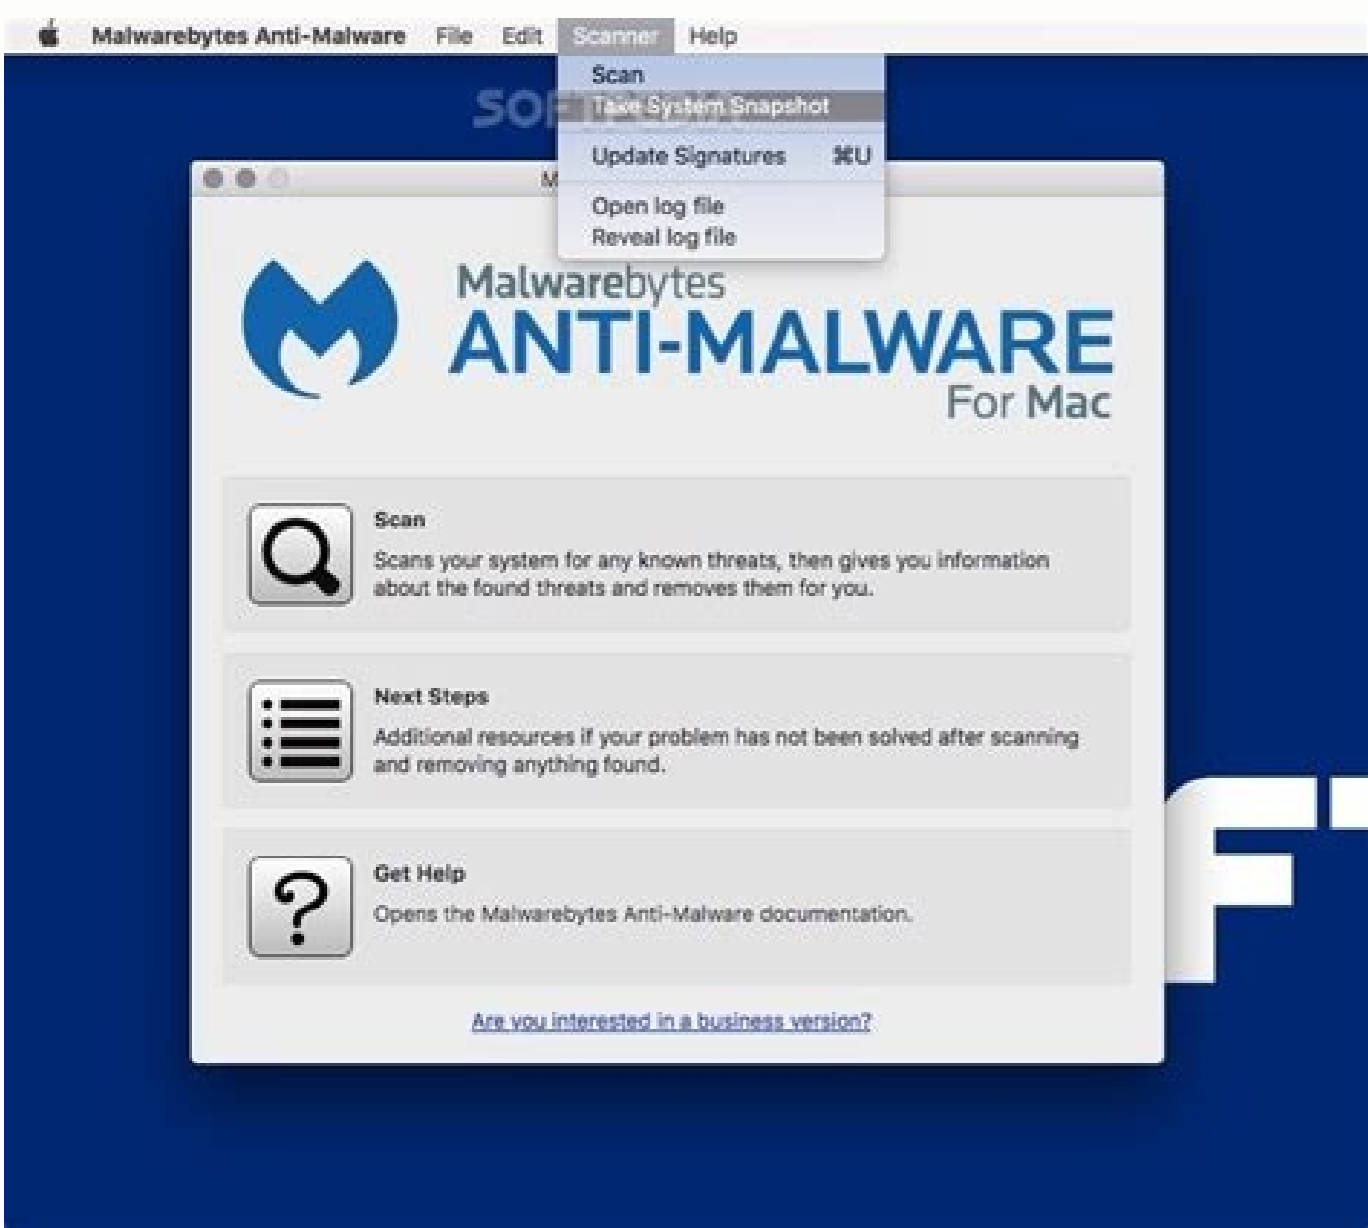 Malwarebytes Anti-Malware File Edit Scanner Help
Scan
Take System Snapshot
Update Signatures ⌘U
Open log file
Reveal log file
M
Malwarebytes
ANTI-MALWARE
For Mac
Scan
Scans your system for any known threats, then gives you information
about the found threats and removes them for you.
Next Steps
Additional resources if your problem has not been solved after scanning
and removing anything found.
Get Help
Opens the Malwarebytes Anti-Malware documentation.
Are you interested in a business version?